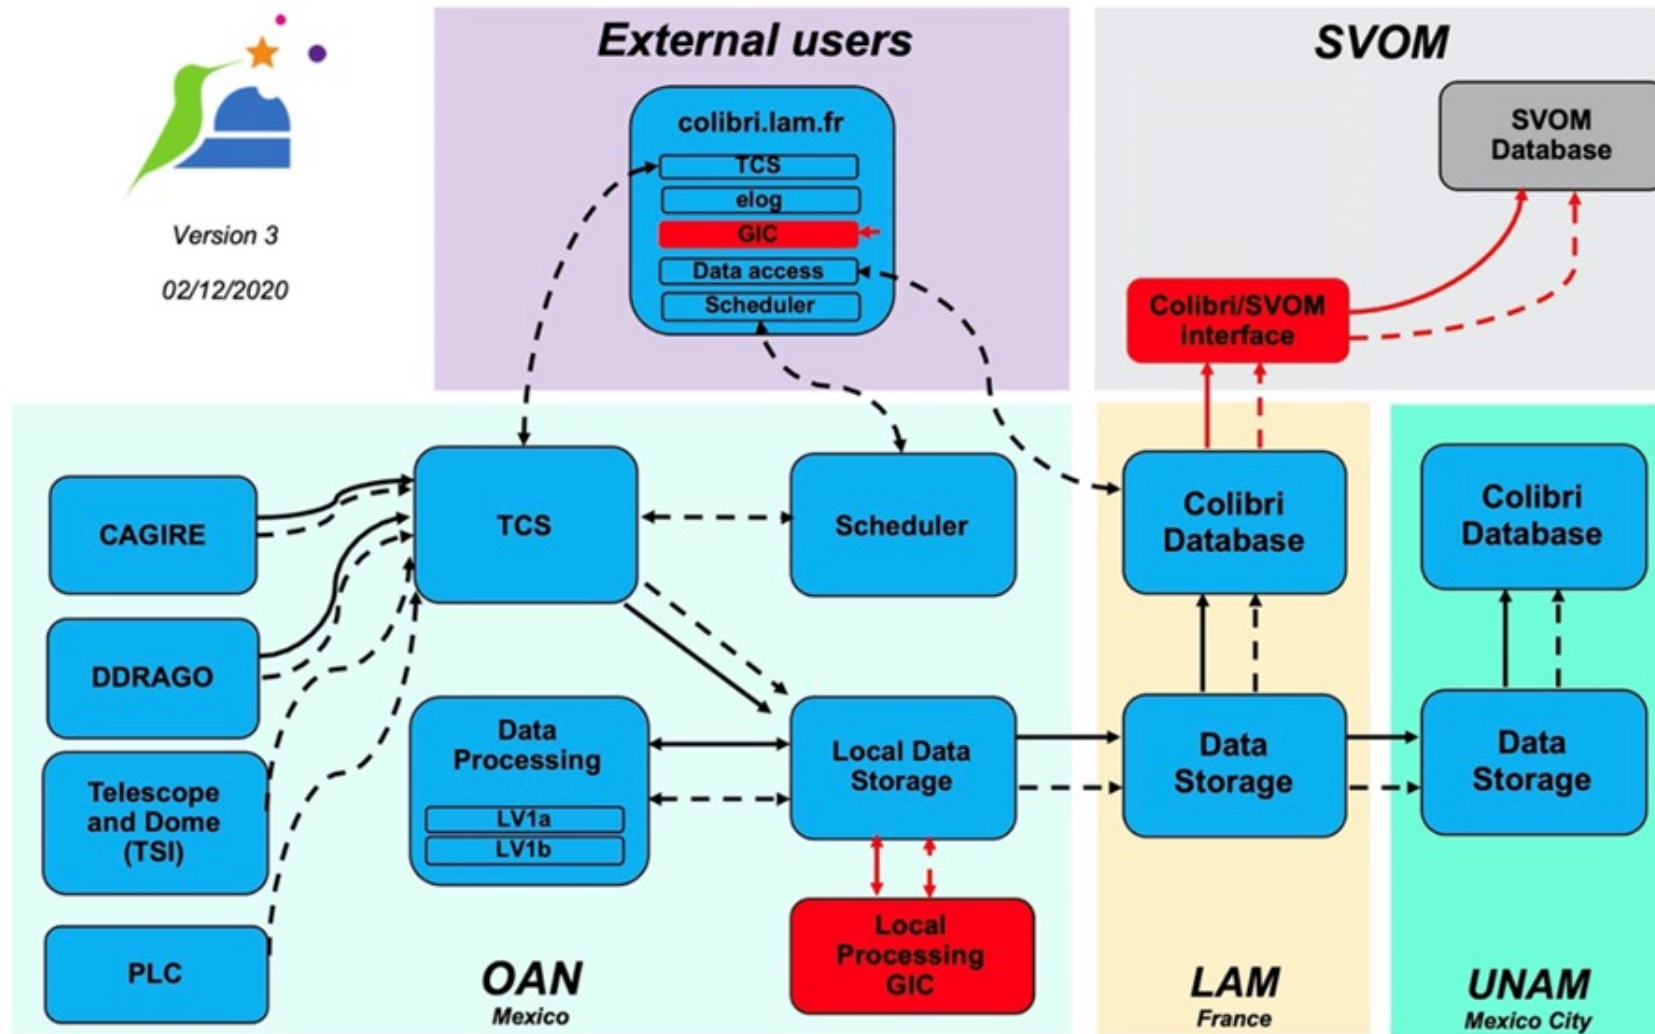 External users
SVOM
colibri.lam.fr
TCS
elog
GIC
Data access
Scheduler
SVOM
Database
Version 3
02/12/2020
Colibri/SVOM
interface
CAGIRE
TCS
Scheduler
Colibri
Database
Colibri
Database
DDRAGO
Data
Processing
LV1a
LV1b
Local Data
Storage
Data
Storage
Data
Storage
Telescope
and Dome
(TSI)
PLC
Local
Processing
GIC
OAN
Mexico
LAM
France
UNAM
Mexico City